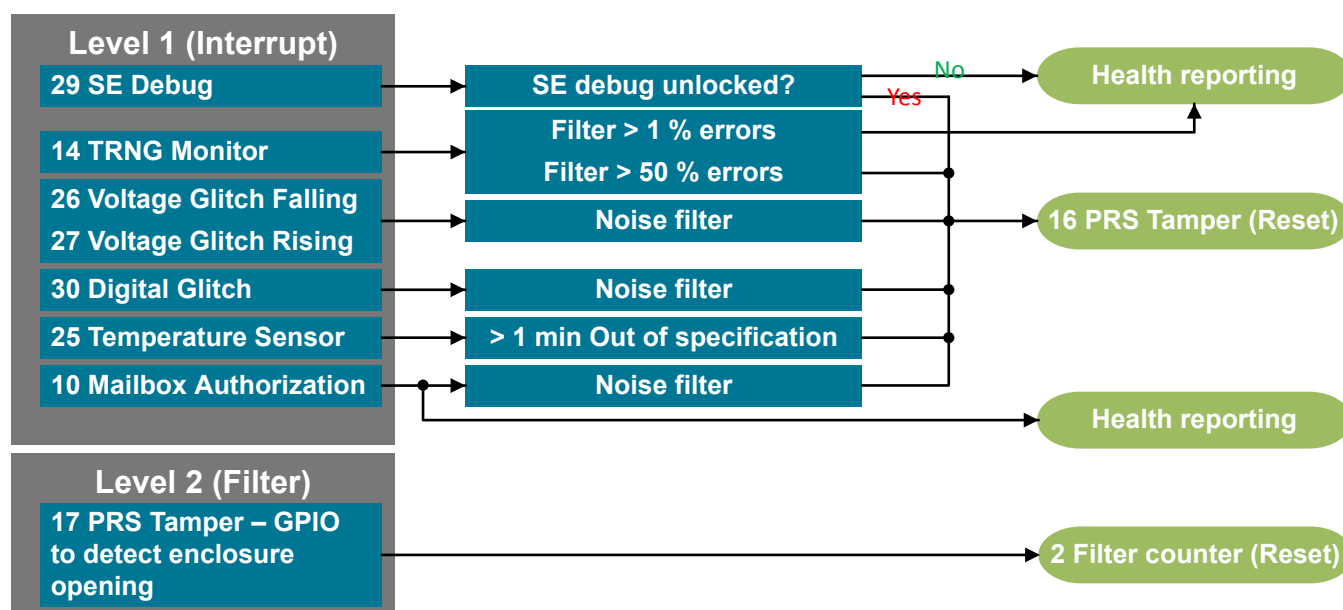 Level 1 (Interrupt)
29 SE Debug
SE debug unlocked?
No
Yes
Health reporting
14 TRNG Monitor
Filter > 1 % errors
Filter > 50 % errors
26 Voltage Glitch Falling
27 Voltage Glitch Rising
Noise filter
16 PRS Tamper (Reset)
30 Digital Glitch
Noise filter
25 Temperature Sensor
> 1 min Out of specification
10 Mailbox Authorization
Noise filter
Health reporting
Level 2 (Filter)
17 PRS Tamper – GPIO
to detect enclosure
opening
2 Filter counter (Reset)